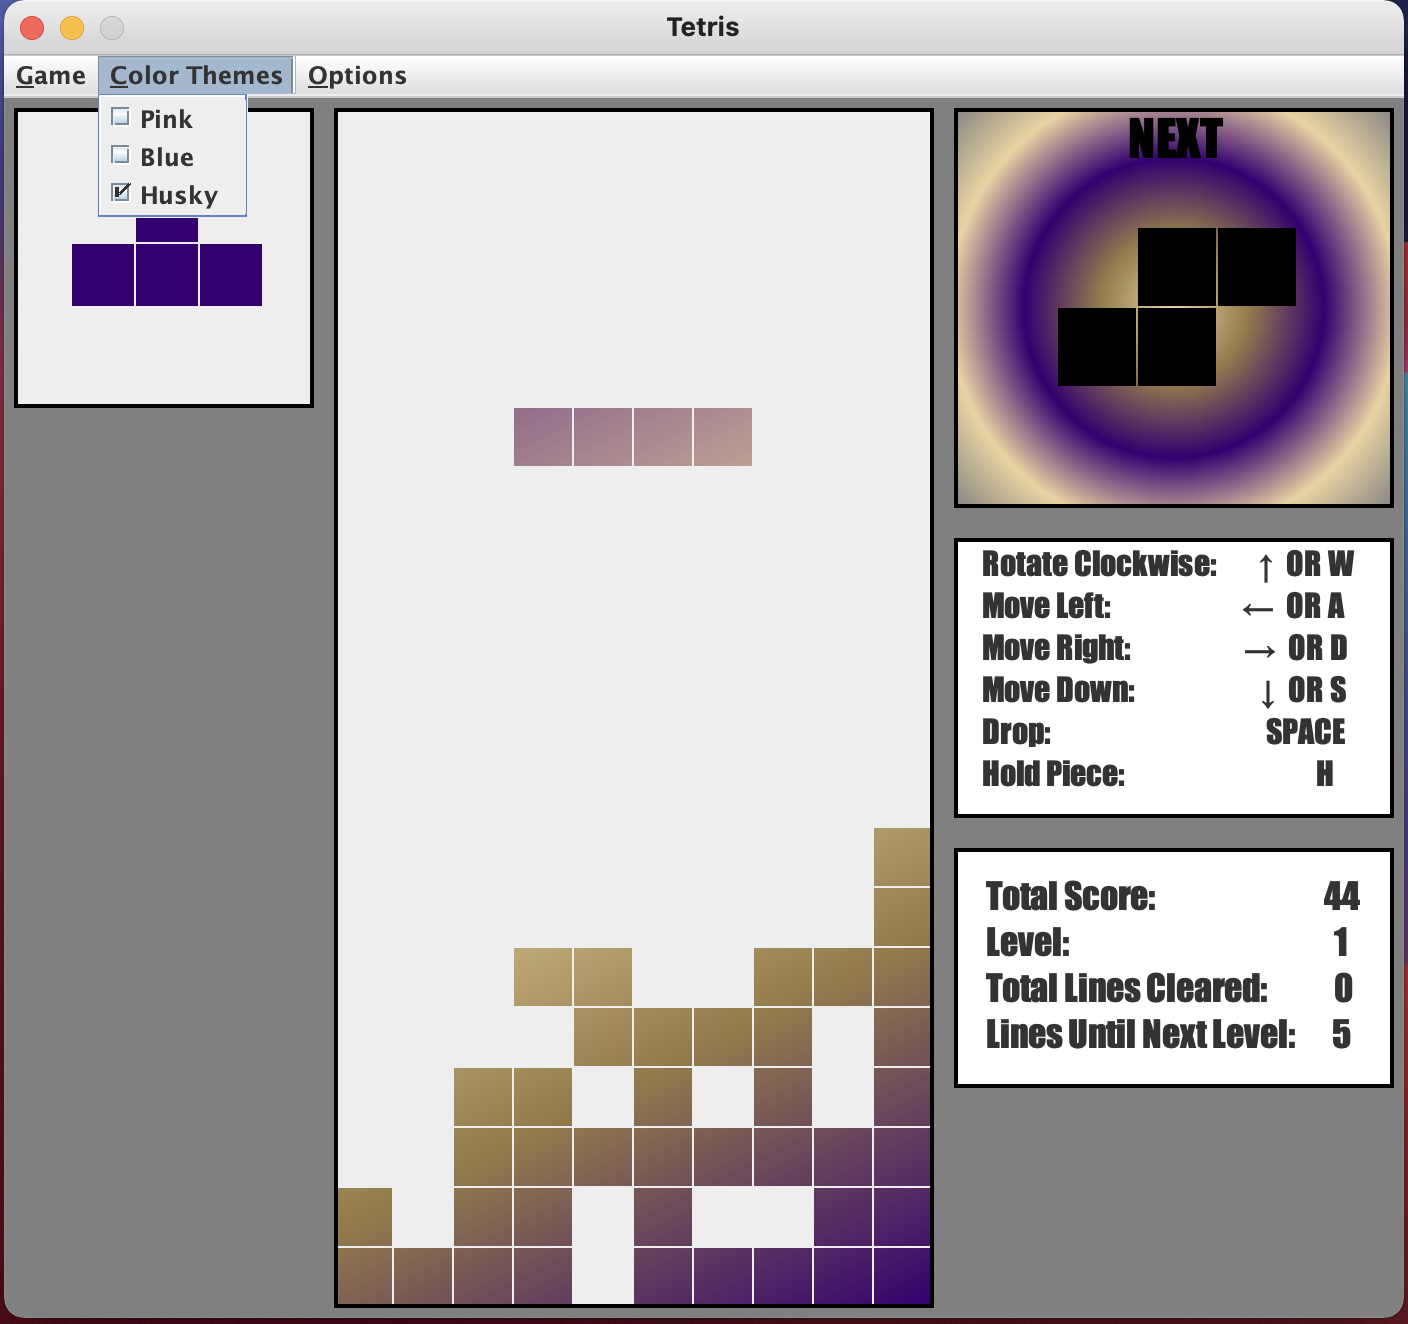 Tetris
Game Color Themes Options
Pink
Blue
Husky
NEXT
Rotate Clockwise: ↑ OR W
Move Left: ← OR A
Move Right: → OR D
Move Down: ↓ OR S
Drop: SPACE
Hold Piece: H
Total Score: 44
Level: 1
Total Lines Cleared: 0
Lines Until Next Level: 5